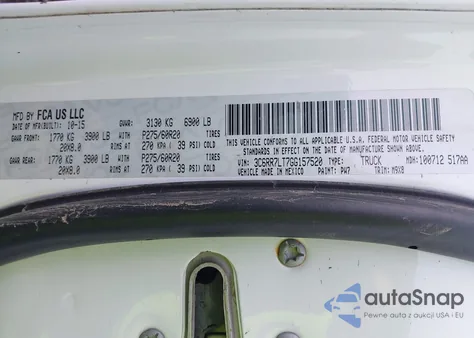 MFD BY FCA US LLC
DATE OF MFR(BUILT): 10-15 GVWR: 3130 KG 6900 LB
GAWR FRONT: 1770 KG 3900 LB WITH P275/60R20 TIRES
20X8.0 RIMS AT 270 KPA ( 39 PSI) COLD
GAWR REAR: 1770 KG 3900 LB WITH P275/60R20 TIRES
20X8.0 RIMS AT 270 KPA ( 39 PSI) COLD
THIS VEHICLE CONFORMS TO ALL APPLICABLE U.S.A. FEDERAL MOTOR VEHICLE
SAFETY STANDARDS IN EFFECT ON THE DATE OF MANUFACTURE SHOWN ABOVE.
VIN: 3C6RR7LT7GG157520 TYPE: TRUCK MDH: 100712 517AA
VEHICLE MADE IN MEXICO PAINT: PW7 TRIM: M9X8
autoSnap
Pewne auta z aukcji USA i EU